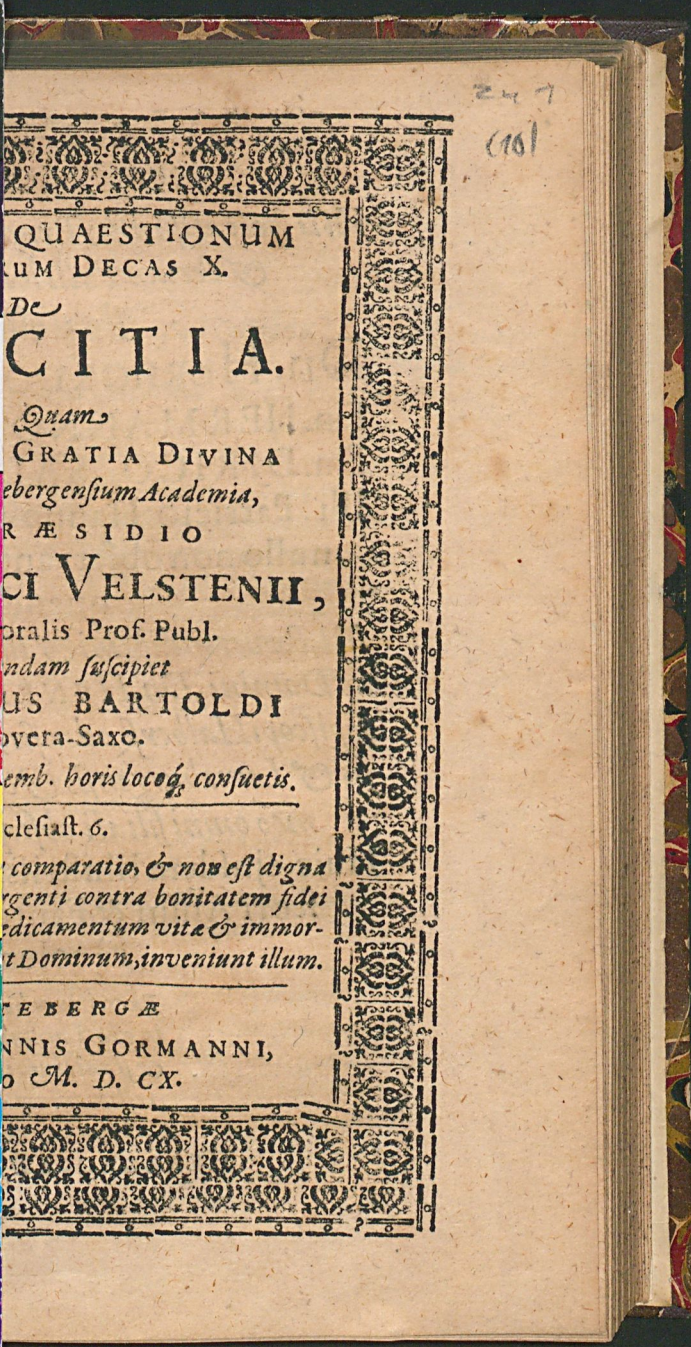 (10)
QUAESTIONUM
RUM DECAS X.
De
CITIA.
Quam
GRATIA DIVINA
ebergensium Academia,
RÆSIDIO
CI VELSTENII,
oralis Prof. Publ.
ndam suscipiet
US BARTOLDI
overa-Saxo.
emb. horis locoq́; consuetis.
cclesiast. 6.
comparatio, & non est digna
rgenti contra bonitatem fidei
edicamentum vitæ & immor-
t Dominum, inveniunt illum.
TEBERGÆ
NNIS GORMANNI,
o M. D. CX.